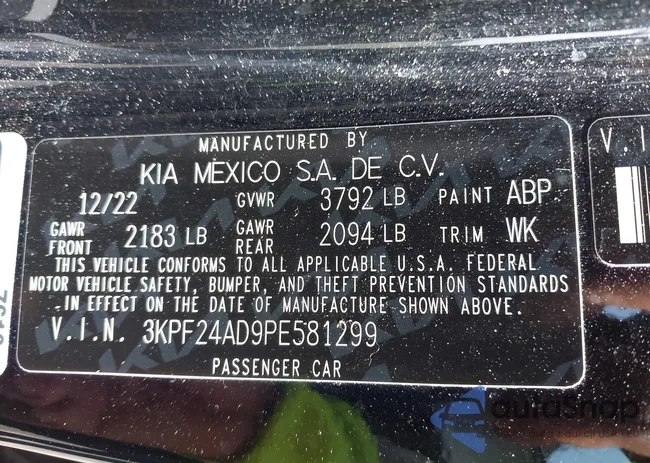 MANUFACTURED BY
KIA MEXICO S.A. DE C.V.
12/22 GVWR 3792 LB PAINT ABP
GAWR FRONT 2183 LB GAWR REAR 2094 LB TRIM WK
THIS VEHICLE CONFORMS TO ALL APPLICABLE U.S.A. FEDERAL
MOTOR VEHICLE SAFETY, BUMPER, AND THEFT PREVENTION STANDARDS
IN EFFECT ON THE DATE OF MANUFACTURE SHOWN ABOVE.
V.I.N. 3KPF24AD9PE581299
PASSENGER CAR
V.I
autoSnap